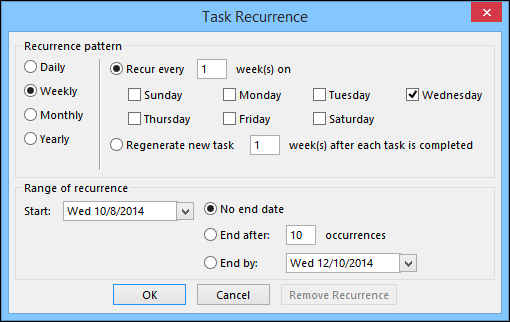 Task Recurrence
Recurrence pattern
Daily
Weekly
Monthly
Yearly
Recur every 1 week(s) on
Sunday Monday Tuesday Wednesday
Thursday Friday Saturday
Regenerate new task 1 week(s) after each task is completed
Range of recurrence
Start: Wed 10/8/2014
No end date
End after: 10 occurrences
End by: Wed 12/10/2014
OK Cancel Remove Recurrence